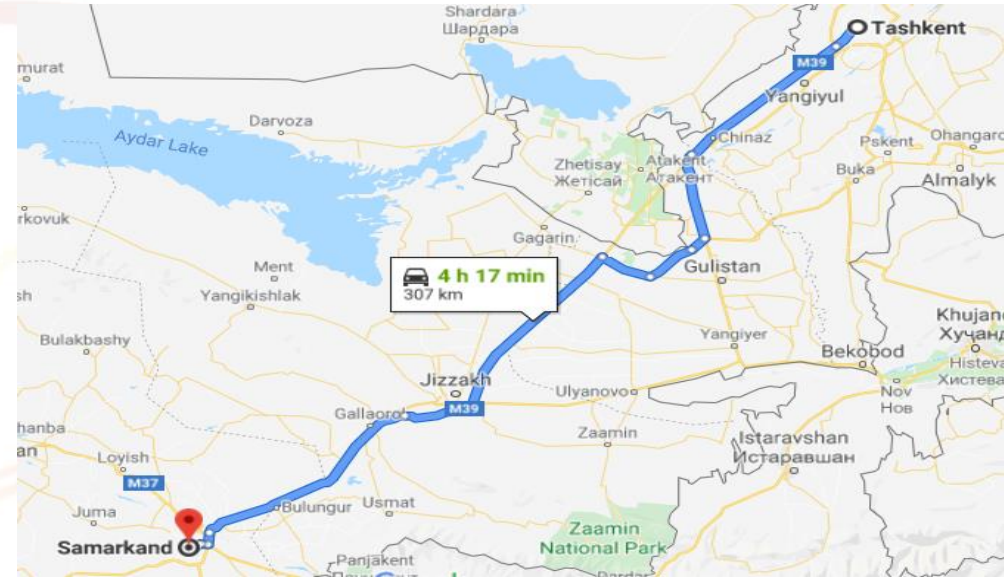 Shardara
Шардара
Tashkent
M39
Yangiyul
murat
Darvoza
Aydar Lake
Chinaz
Pskent
Ohangaro
Zhetisay
Жетісай
Atakent
Атакент
Buka
Almalyk
rkovuk
Gagarin
Ment
4 h 17 min
307 km
Gulistan
sh
Yangikishlak
Khujand
Хучанд
Bulakbashy
Yangiyer
Bekobod
Histeva
Хистева
Jizzakh
Ulyanovo
Nov
Нов
M39
Gallaorol
hanba
Zaamin
Istaravshan
Истаравшан
an
Loyish
M37
Juma
Bulungur
Usmat
Zaamin
National Park
Samarkand
Panjakent